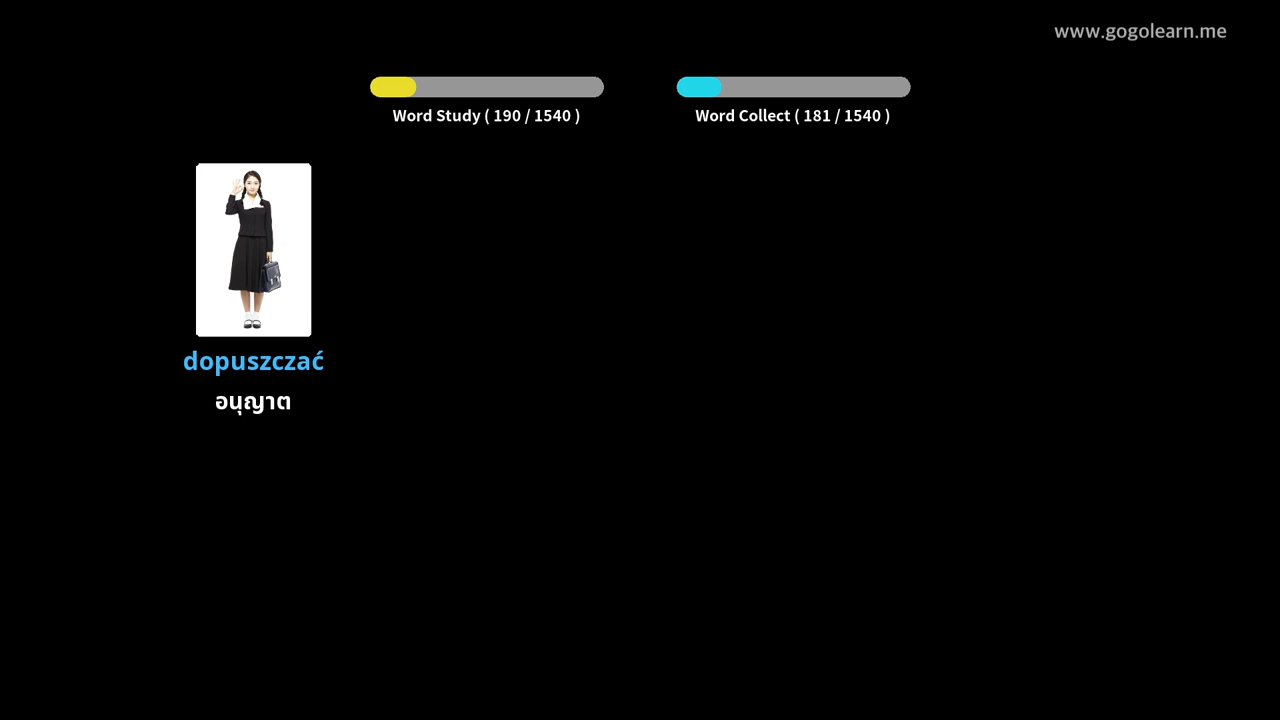 www.gogolearn.me
Word Study ( 190 / 1540 )
Word Collect ( 181 / 1540 )
dopuszczać
อนุญาต